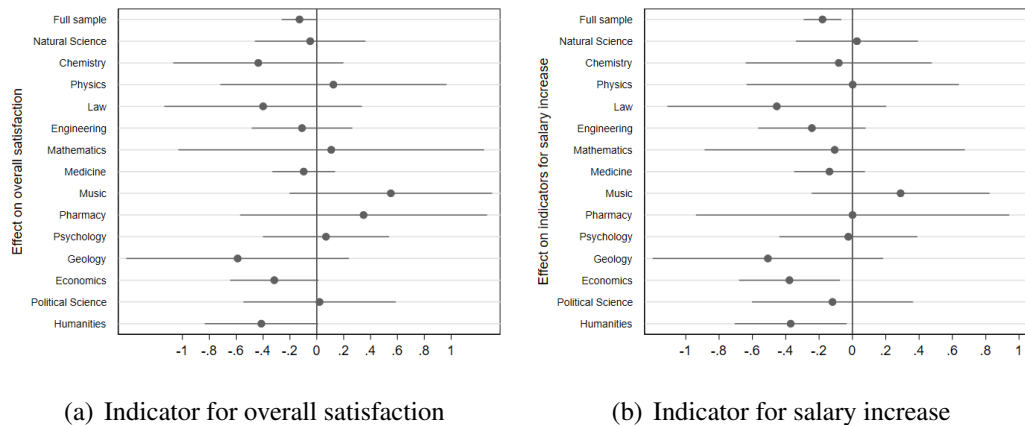 Effect on overall satisfaction
Full sample
Natural Science
Chemistry
Physics
Law
Engineering
Mathematics
Medicine
Music
Pharmacy
Psychology
Geology
Economics
Political Science
Humanities
-1 -.8 -.6 -.4 -.2 0 .2 .4 .6 .8 1
(a) Indicator for overall satisfaction
Effect on indicators for salary increase
Full sample
Natural Science
Chemistry
Physics
Law
Engineering
Mathematics
Medicine
Music
Pharmacy
Psychology
Geology
Economics
Political Science
Humanities
-1 -.8 -.6 -.4 -.2 0 .2 .4 .6 .8 1
(b) Indicator for salary increase